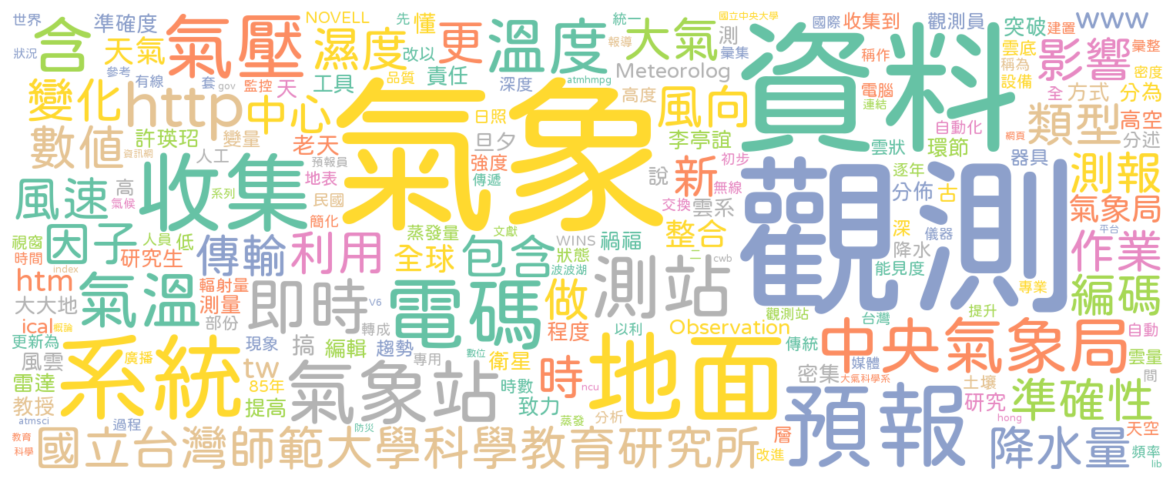 世界 準確度 NOVELL 先 懂 統一 國立中央大學 國際 收集到 觀測員 突破 WWW
狀況 含 天氣 氣壓 濕度 改以 更 溫度 報導 大氣 測 彙集 資料 稱作 雲底 建置 影響 彙整
參考 有線 套 監控 天 工具 品質 責任 深度 atmhmpg Meteorolog 稱為 設備 密度
變化 http gov 中心 日照 氣象 高度 風向 電腦 連結 全 方式 分為
數值 許瑛玿 變量 老天 旦夕 李亭誼 自動化 類型 高空
資訊網 人工 預報員 強度 初步 雲狀 環節 網頁 分述
風速 高 收集 地表 傳遞 說 新 無線 逐年 器具 測報
氣候 系列 民國 交換 雲系 觀測 分佈 古 氣象局
視窗 人員 低 因子 簡化 蒸發量 文獻 禍福 整合 深 儀器 平台
時間 研究生 傳輸 利用 全球 包含 WINS 二 降水 作業
htm index 氣溫 輻射量 狀態 波波湖 測站 cwb 能見度
大大地 測量 即時 V6 電碼 做 專業 編碼
ical 概論 部份 轉成 程度 Observation 觀測站 台灣 提升
更新為 現象 數位 以利 傳統 自動
風雲 系統 廣播 搞 編輯 趨勢 專用 衛星 地面 中央氣象局 媒體 雲量
雷達 tw 氣象站 時數 時 密集 大氣科學系 土壤 間
教授 85年 提高 ncu 致力 預報 研究 準確性
atmsci 過程 防災 蒸發 分析 層 hong 天空
教育 國立台灣師範大學科學教育研究所 改進 降水量 頻率
科學 lib